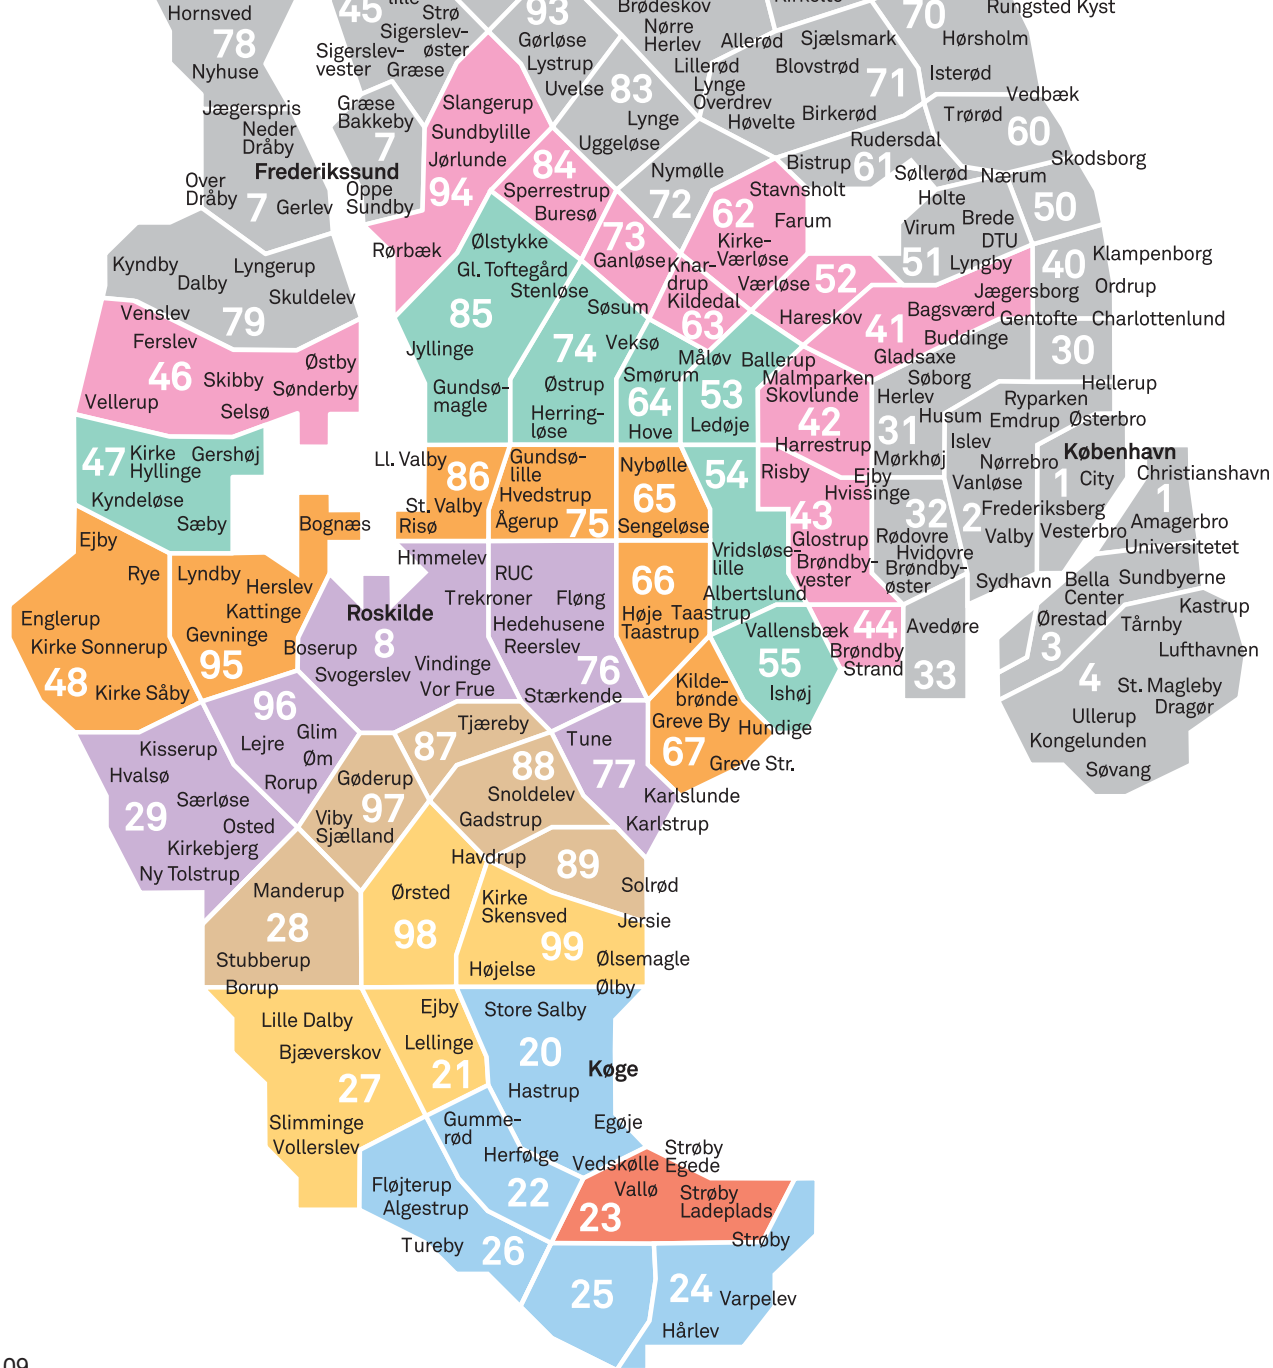 Hornsved
78
Nyhuse
45
Strø
Sigerslev-
øster
Sigerslev-
vester
Græse
93
Gørløse
Lystrup
Uvelse
Brødeskov
Nørre
Herlev
83
Lynge
Uggeløse
Allerød
Sjælsmark
Lillerød
Lynge
Overdrev
Høvelte
Blovstrød
71
Birkerød
70
Rungsted Kyst
Hørsholm
Isterød
Vedbæk
Trørød
60
Skodsborg
Rudersdal
Bistrup
61
Søllerød
Nærum
Holte
50
Virum
Brede
DTU
51
Lyngby
40
Klampenborg
Ordrup
Jægersborg
Gentofte
Charlottenlund
30
Hellerup
Jægerspris
Neder
Dråby
Græse
Bakkeby
7
Frederikssund
Over
Dråby
7
Gerlev
Oppe
Sundby
Slangerup
Sundbylille
Jørlunde
94
Rørbæk
84
Sperrestrup
Buresø
Nymølle
72
62
Stavnsholt
Farum
Kirke-
Værløse
73
Ganløse
Knar-
drup
Kildedal
63
Værløse
52
Hareskov
41
Bagsværd
Buddinge
Gladsaxe
Kyndby
Dalby
Lyngerup
Skuldelev
79
Venslev
Ferslev
46
Skibby
Østby
Sønderby
Vellerup
Selsø
Ølstykke
Gl. Toftegård
Stenløse
85
Jyllinge
Gundsø-
magle
Søsum
74
Veksø
Østrup
Herring-
løse
Måløv
Smørum
64
Hove
Ballerup
53
Ledøje
Malmparken
Skovlunde
42
Harrestrup
Søborg
Herlev
31
Mørkhøj
Husum
Islev
Ryparken
Emdrup
Østerbro
Nørrebro
Vanløse
København
1
City
Christianshavn
1
Amagerbro
Universitetet
2
Frederiksberg
Valby
Vesterbro
47
Kirke
Hyllinge
Gershøj
Kyndeløse
Sæby
Ll. Valby
86
St. Valby
Risø
Bognæs
Gundsø-
lille
Hvedstrup
Ågerup
75
Nybølle
65
Sengeløse
54
Risby
Ejby
Hvissinge
43
Glostrup
Brøndby-
vester
32
Rødovre
Hvidovre
Brøndby-
øster
Sydhavn
Bella
Center
Sundbyerne
Ørestad
3
Kastrup
Tårnby
Lufthavnen
4
St. Magleby
Dragør
Ullerup
Kongelunden
Søvang
Ejby
Rye
Lyndby
Herslev
Kattinge
Gevninge
95
Englerup
Kirke Sonnerup
48
Kirke Såby
Himmelev
Roskilde
8
Boserup
Svogerslev
Trekroner
Vindinge
Vor Frue
RUC
Fløng
Hedehusene
Reerslev
76
Stærkende
66
Høje
Taastrup
Taastrup
Vridsløse-
lille
Albertslund
Vallensbæk
44
Brøndby
Strand
Avedøre
33
55
Ishøj
Kilde-
brønde
Greve By
Hundige
67
Greve Str.
Kisserup
Hvalsø
Særløse
29
Osted
Kirkebjerg
Ny Tolstrup
96
Lejre
Glim
Øm
Rorup
Tjæreby
87
Gøderup
97
Viby
Sjælland
88
Snoldelev
Gadstrup
Tune
77
Karlslunde
Karlstrup
Havdrup
89
Solrød
Manderup
28
Stubberup
Borup
Ørsted
98
Kirke
Skensved
99
Højelse
Jersie
Ølsemagle
Ølby
Lille Dalby
Bjæverskov
27
Slimminge
Vollerslev
Ejby
Lellinge
21
Store Salby
20
Køge
Hastrup
Egøje
Gumme-
rød
Herfølge
22
Vedskølle
Strøby
Egede
Vallø
Strøby
Ladeplads
23
Strøby
Fløjterup
Algestrup
Tureby
26
25
24
Varpelev
Hårlev
09